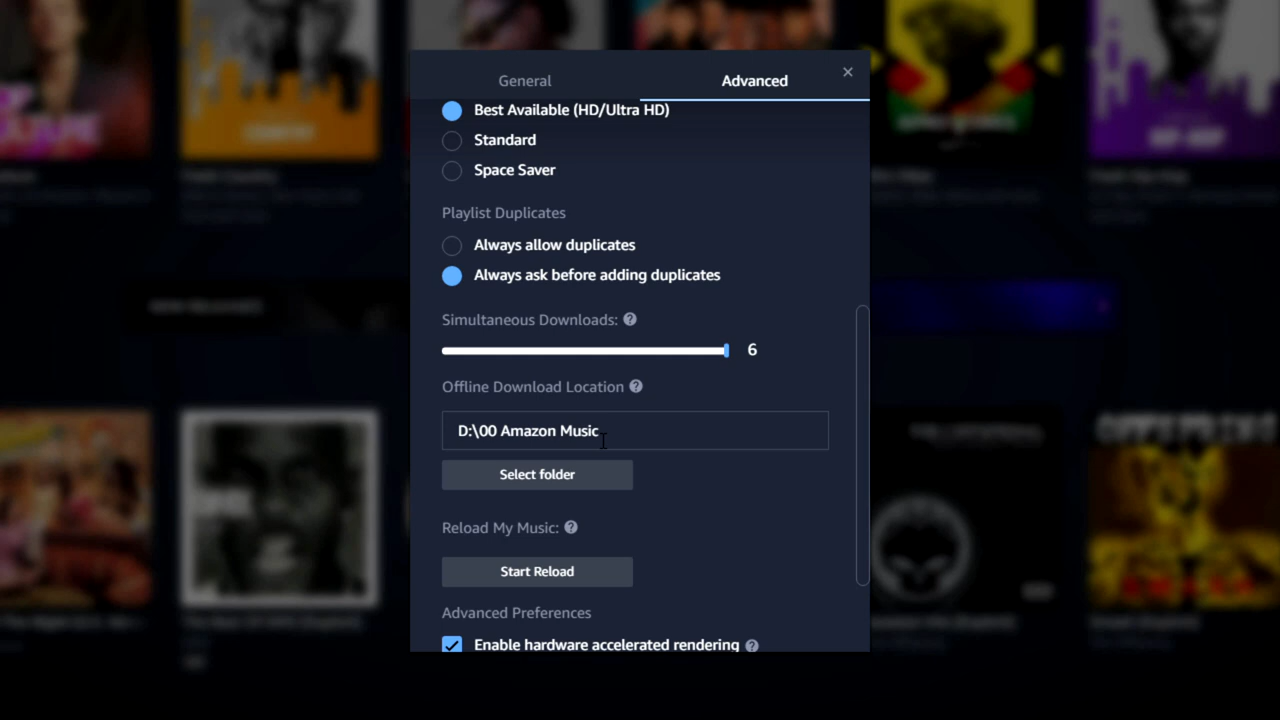 General
Advanced
Best Available (HD/Ultra HD)
Standard
Space Saver
Playlist Duplicates
Always allow duplicates
Always ask before adding duplicates
Simultaneous Downloads:
6
Offline Download Location
D:\00 Amazon Music
Select folder
Reload My Music:
Start Reload
Advanced Preferences
Enable hardware accelerated rendering